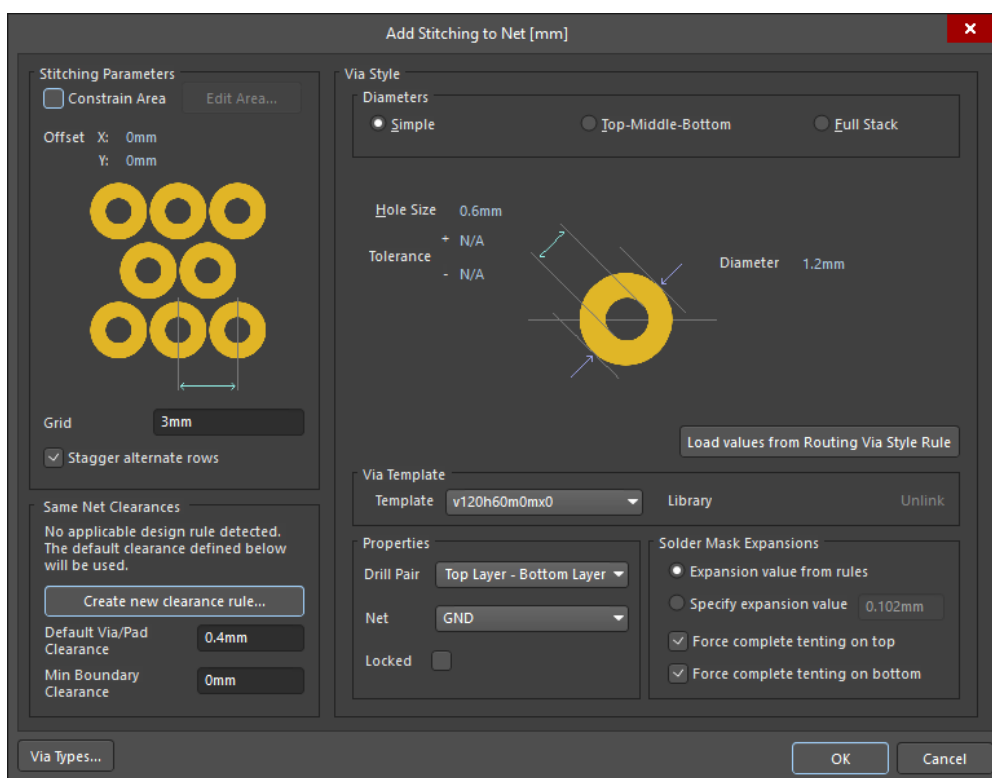 Add Stitching to Net [mm]
Stitching Parameters
Constrain Area
Edit Area...
Offset X: 0mm
Y: 0mm
Grid 3mm
Stagger alternate rows
Same Net Clearances
No applicable design rule detected.
The default clearance defined below
will be used.
Create new clearance rule...
Default Via/Pad
Clearance
0.4mm
Min Boundary
Clearance
0mm
Via Style
Diameters
Simple
Top-Middle-Bottom
Full Stack
Hole Size 0.6mm
Tolerance
+ N/A
- N/A
Diameter 1.2mm
Load values from Routing Via Style Rule
Via Template
Template v120h60m0mx0 Library Unlink
Properties
Drill Pair Top Layer - Bottom Layer
Net GND
Locked
Solder Mask Expansions
Expansion value from rules
Specify expansion value 0.102mm
Force complete tenting on top
Force complete tenting on bottom
Via Types...
OK
Cancel